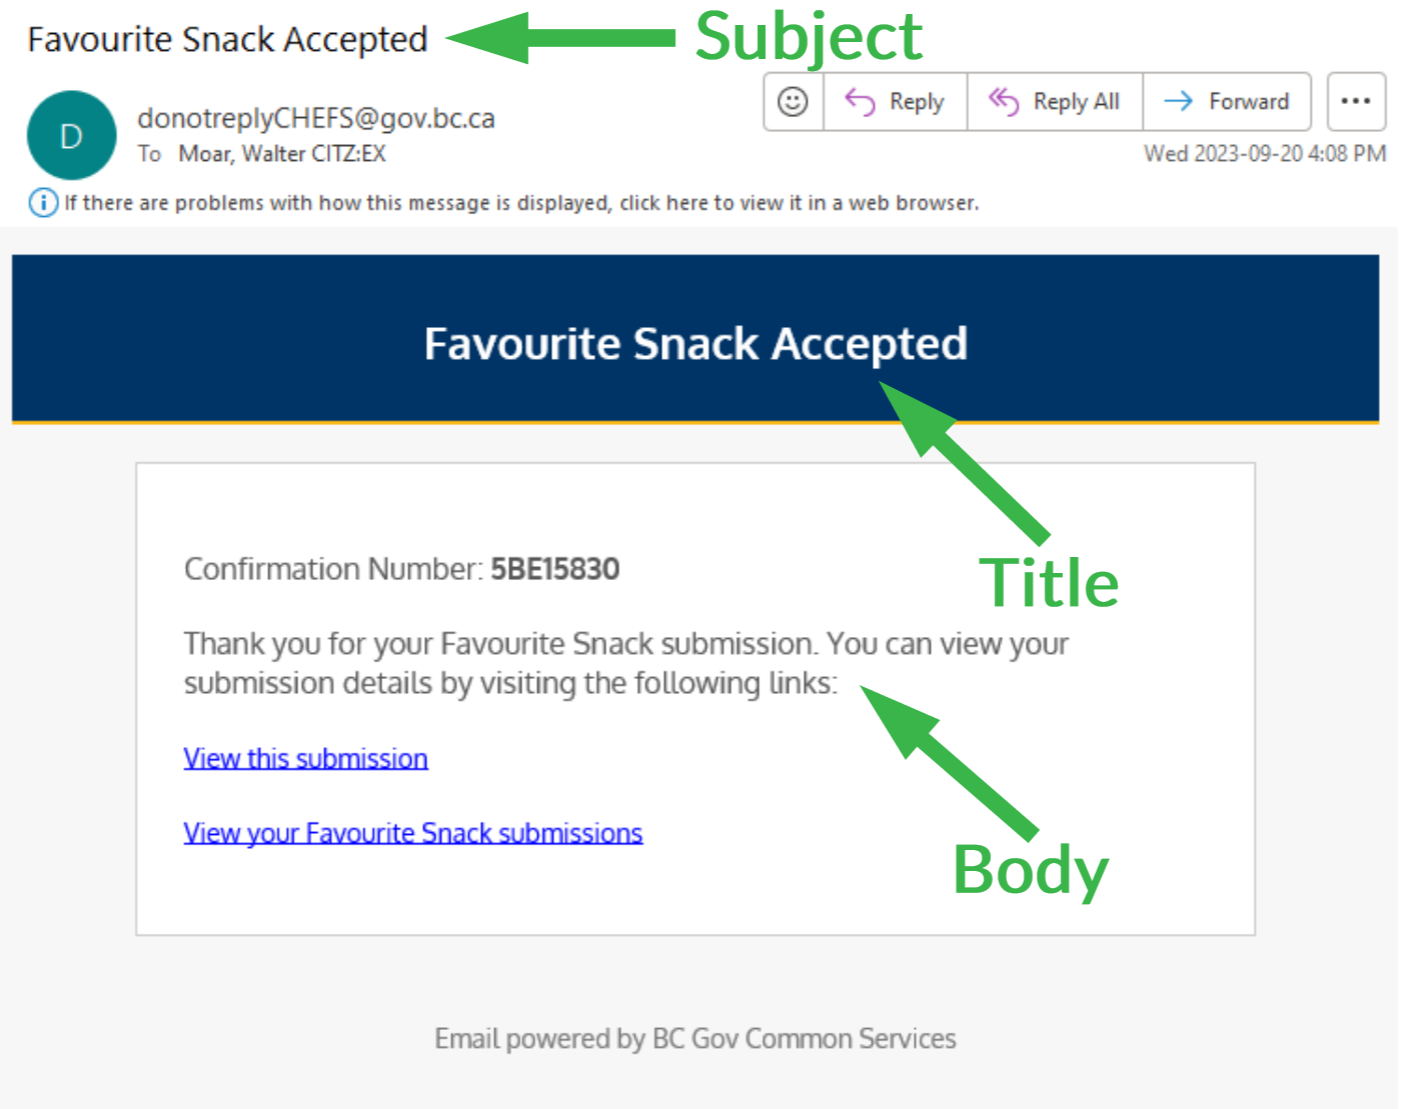 Favourite Snack Accepted
Subject
D
donotreplyCHEFS@gov.bc.ca
To Moar, Walter CITZ:EX
Reply
Reply All
Forward
Wed 2023-09-20 4:08 PM
If there are problems with how this message is displayed, click here to view it in a web browser.
Favourite Snack Accepted
Title
Confirmation Number: 5BE15830
Thank you for your Favourite Snack submission. You can view your
submission details by visiting the following links:
View this submission
View your Favourite Snack submissions
Body
Email powered by BC Gov Common Services